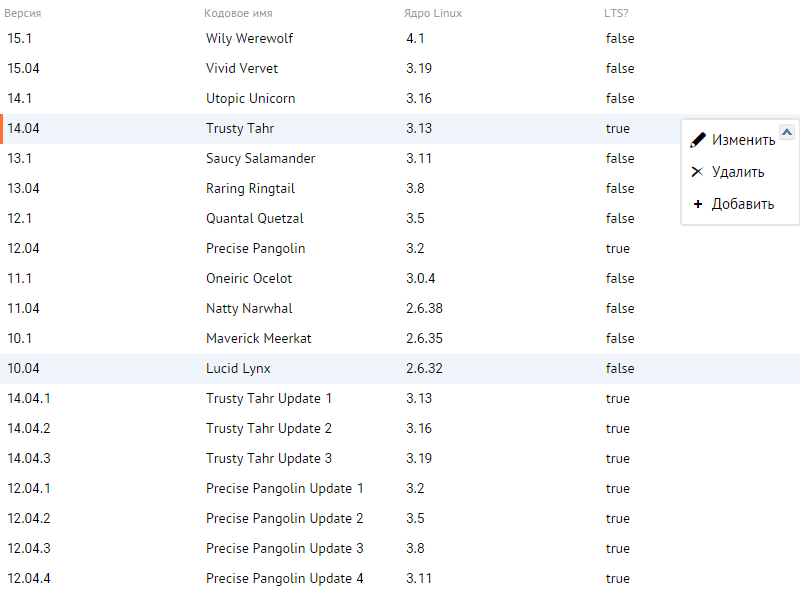 Версия Кодовое имя Ядро Linux LTS?
15.1 Wily Werewolf 4.1 false
15.04 Vivid Vervet 3.19 false
14.1 Utopic Unicorn 3.16 false
14.04 Trusty Tahr 3.13 true
Изменить
13.1 Saucy Salamander 3.11 false
Удалить
13.04 Raring Ringtail 3.8 false
Добавить
12.1 Quantal Quetzal 3.5 false
12.04 Precise Pangolin 3.2 true
11.1 Oneiric Ocelot 3.0.4 false
11.04 Natty Narwhal 2.6.38 false
10.1 Maverick Meerkat 2.6.35 false
10.04 Lucid Lynx 2.6.32 false
14.04.1 Trusty Tahr Update 1 3.13 true
14.04.2 Trusty Tahr Update 2 3.16 true
14.04.3 Trusty Tahr Update 3 3.19 true
12.04.1 Precise Pangolin Update 1 3.2 true
12.04.2 Precise Pangolin Update 2 3.5 true
12.04.3 Precise Pangolin Update 3 3.8 true
12.04.4 Precise Pangolin Update 4 3.11 true